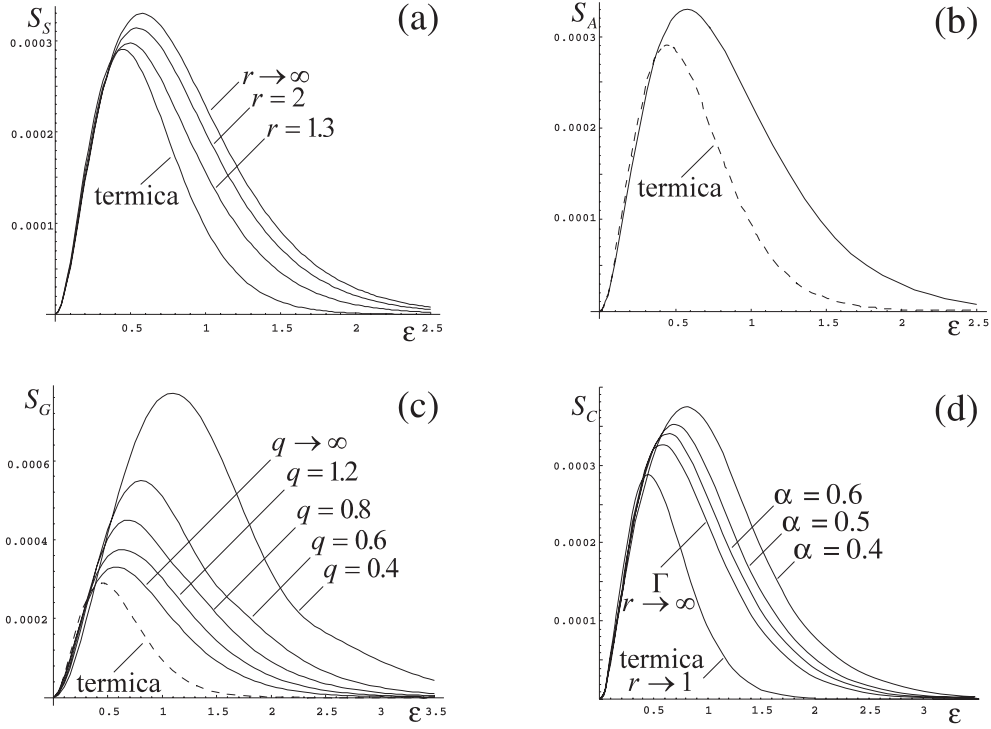 S_S
(a)
0.0003
0.0002
0.0001
r → ∞
r = 2
r = 1.3
termica
0.5 1 1.5 2 2.5
ε
S_A
(b)
0.0003
0.0002
0.0001
termica
0.5 1 1.5 2 2.5
ε
S_G
(c)
0.0006
0.0004
0.0002
q → ∞
q = 1.2
q = 0.8
q = 0.6
q = 0.4
termica
0.5 1 1.5 2 2.5 3 3.5
ε
S_C
(d)
0.0003
0.0002
0.0001
α = 0.6
α = 0.5
α = 0.4
Γ
r → ∞
termica
r → 1
0.5 1 1.5 2 2.5 3
ε